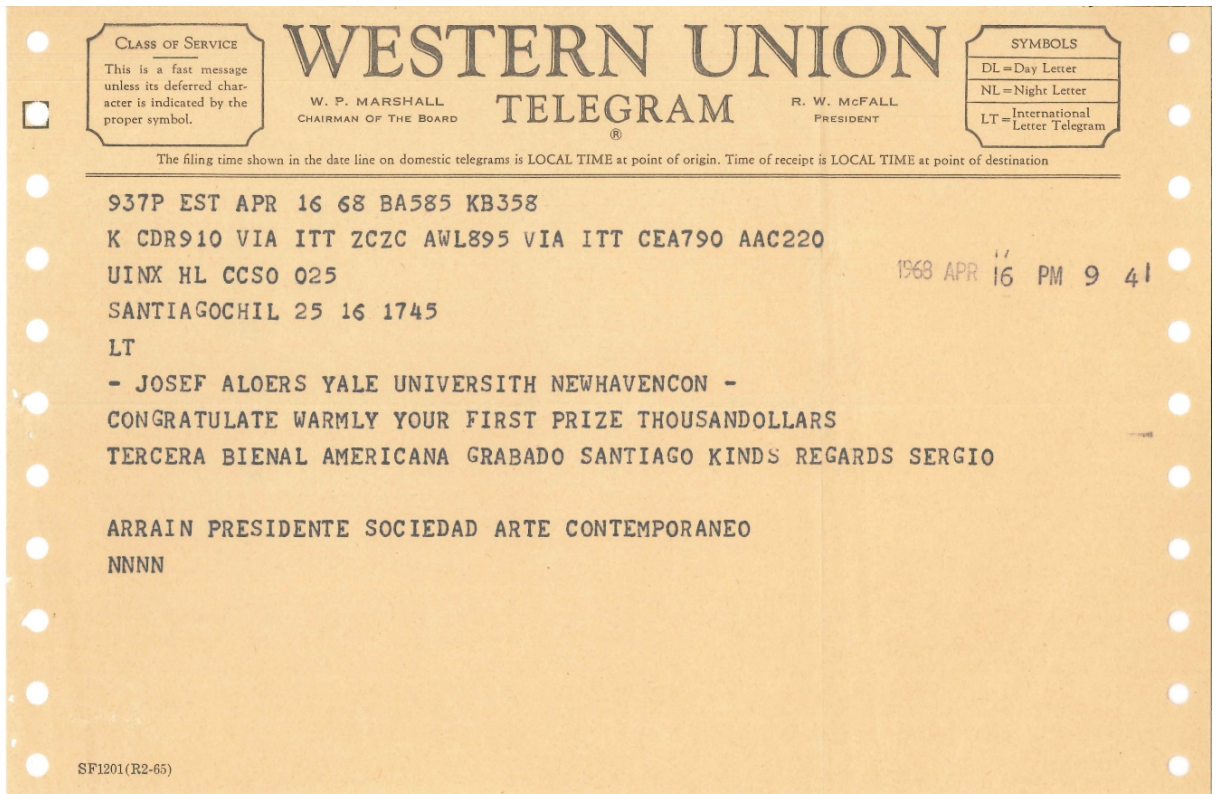 CLASS OF SERVICE
This is a fast message
unless its deferred char-
acter is indicated by the
proper symbol.
WESTERN UNION
TELEGRAM
®
W. P. MARSHALL
CHAIRMAN OF THE BOARD
R. W. McFALL
PRESIDENT
SYMBOLS
DL=Day Letter
NL=Night Letter
LT=International Letter Telegram
The filing time shown in the date line on domestic telegrams is LOCAL TIME at point of origin. Time of receipt is LOCAL TIME at point of destination
937P EST APR 16 68 BA585 KB358
K CDR910 VIA ITT ZCZC AWL895 VIA ITT CEA790 AAC220
UINX HL CCSO 025
1968 APR 16 PM 9 41
SANTIAGOCHIL 25 16 1745
LT
- JOSEF ALOERS YALE UNIVERSITH NEWHAVENCON -
CONGRATULATE WARMLY YOUR FIRST PRIZE THOUSANDOLLARS
TERCERA BIENAL AMERICANA GRABADO SANTIAGO KINDS REGARDS SERGIO
ARRAIN PRESIDENTE SOCIEDAD ARTE CONTEMPORANEO
NNNN
SF1201(R2-65)